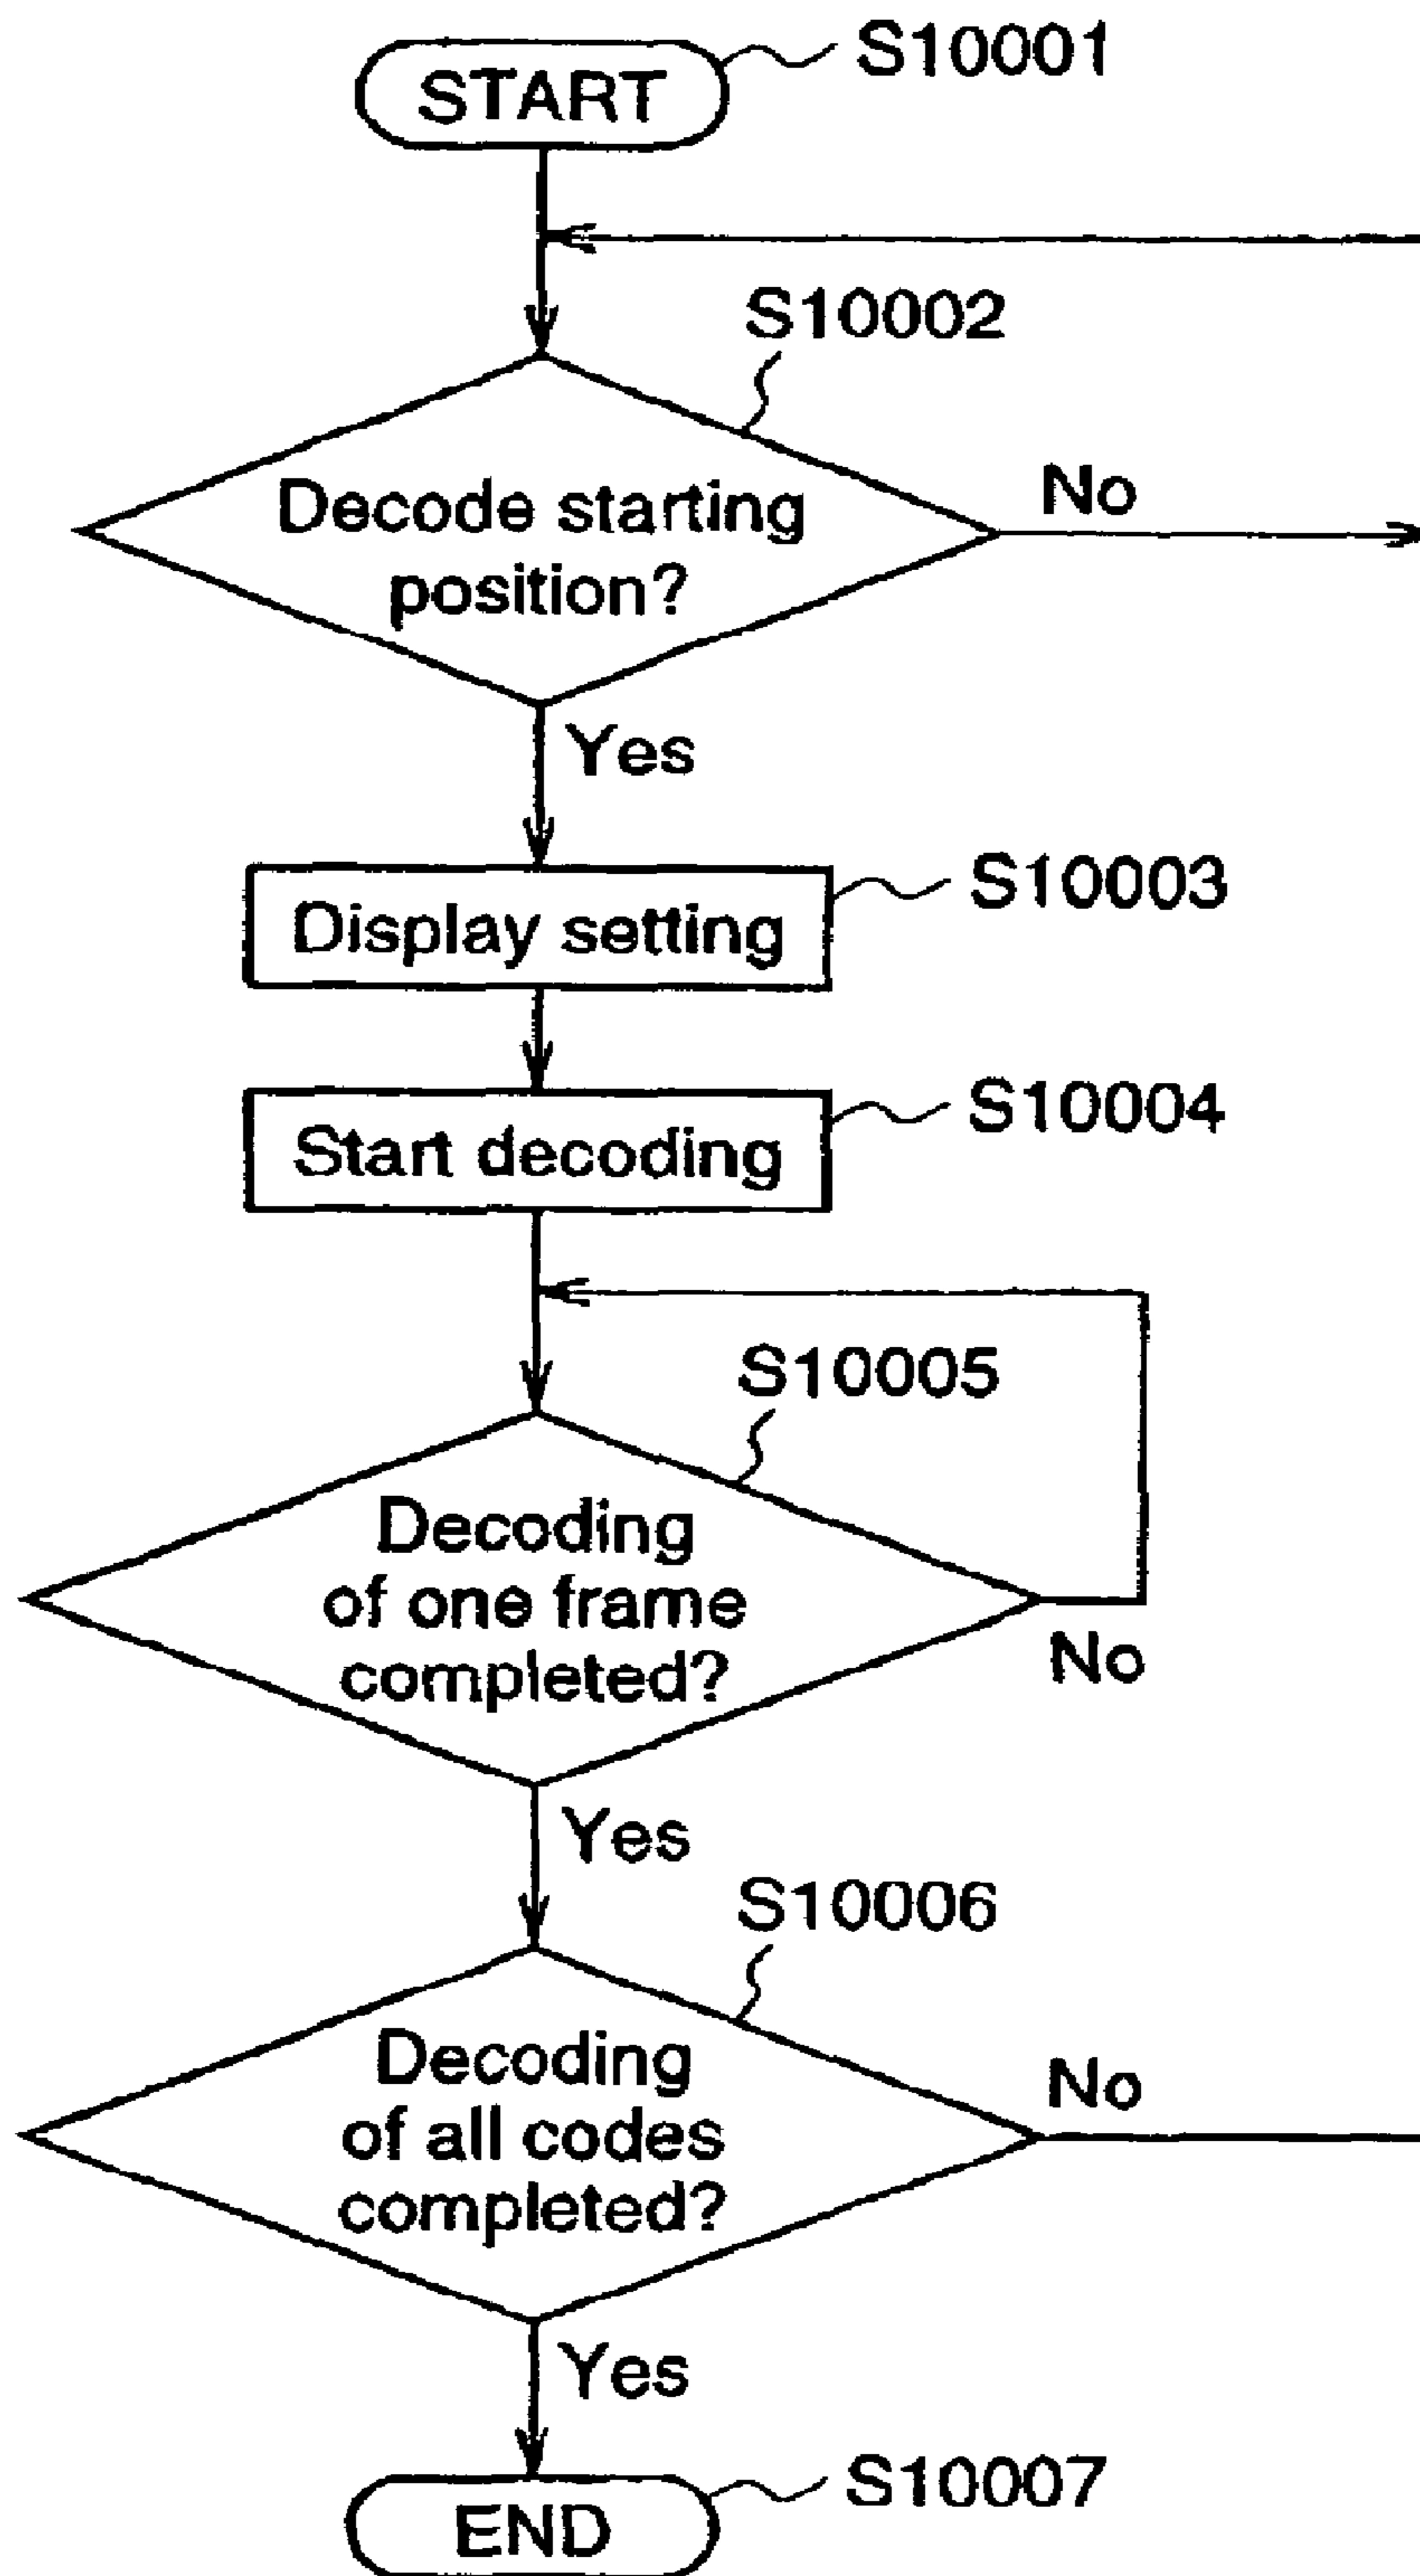 START
S10001
S10002
Decode starting
position?
No
Yes
Display setting
S10003
Start decoding
S10004
S10005
Decoding
of one frame
completed?
No
Yes
S10006
Decoding
of all codes
completed?
No
Yes
END
S10007